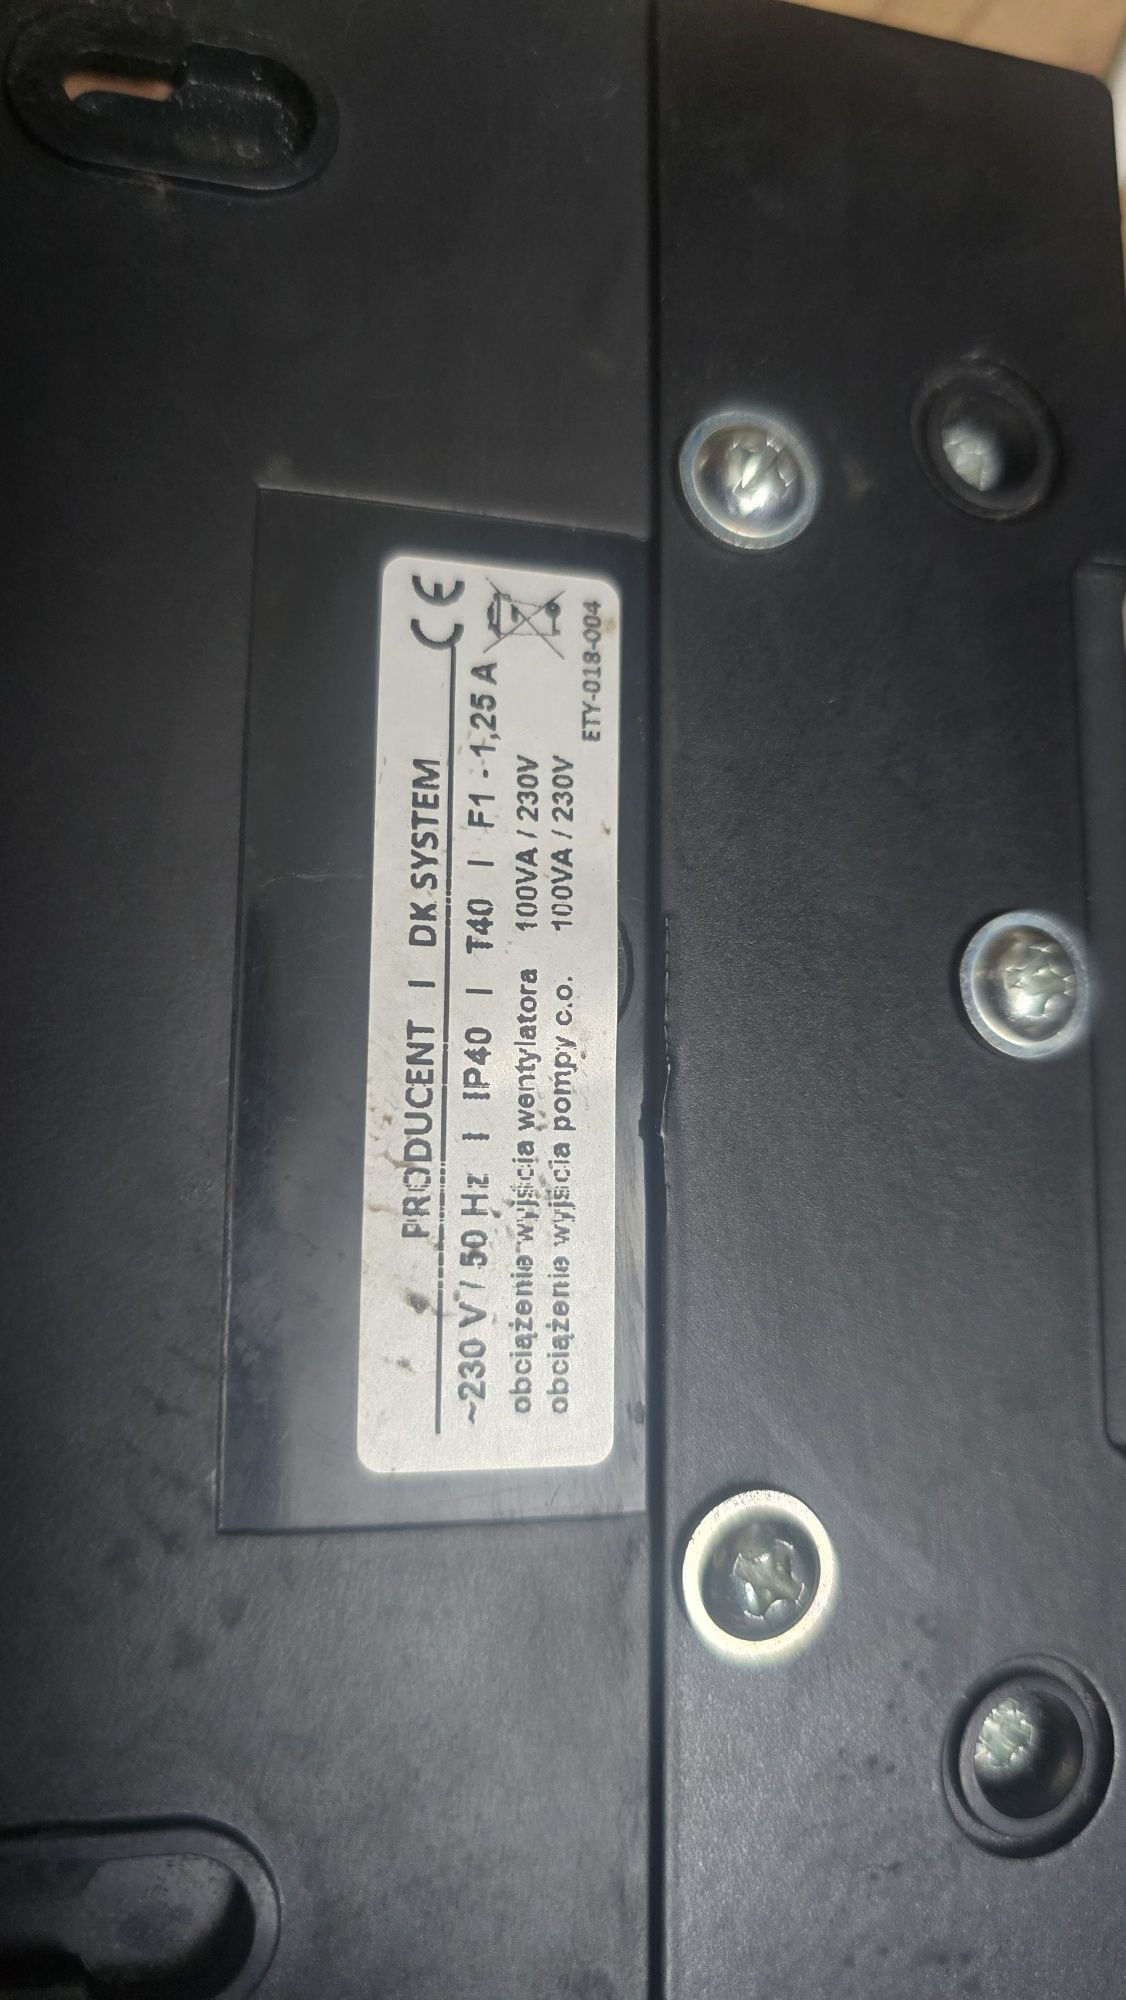 PRODUCENT | DK SYSTEM CE
~230 V / 50 Hz | IP40 | T40 | F1 - 1,25 A
obciążenie wyjścia wentylatora 100VA / 230V
obciążenie wyjścia pompy c.o. 100VA / 230V
ETY-018-004